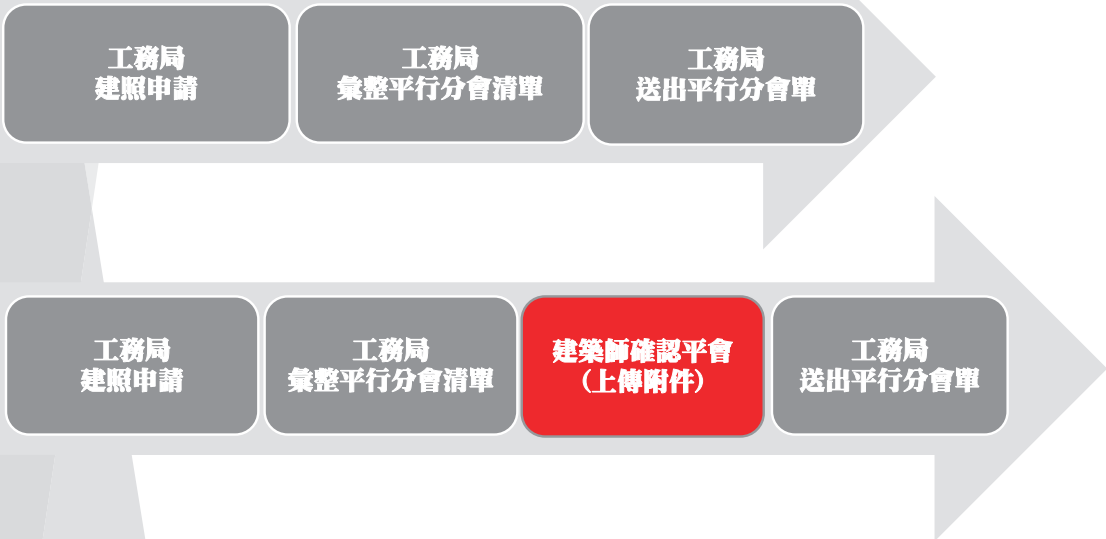 工務局
建照申請
工務局
彙整平行分會清單
工務局
送出平行分會單
工務局
建照申請
工務局
彙整平行分會清單
建築師確認平會
(上傳附件)
工務局
送出平行分會單